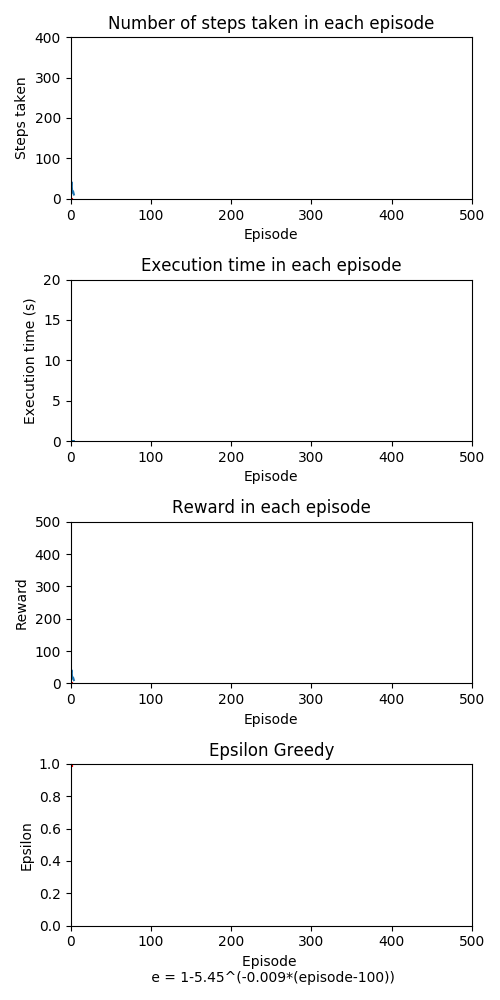 Number of steps taken in each episode
400
300
200
100
0
Steps taken
0 100 200 300 400 500
Episode
Execution time in each episode
20
15
10
5
0
Execution time (s)
0 100 200 300 400 500
Episode
Reward in each episode
500
400
300
200
100
0
Reward
0 100 200 300 400 500
Episode
Epsilon Greedy
1.0
0.8
0.6
0.4
0.2
0.0
Epsilon
0 100 200 300 400 500
Episode
e = 1-5.45^(-0.009*(episode-100))